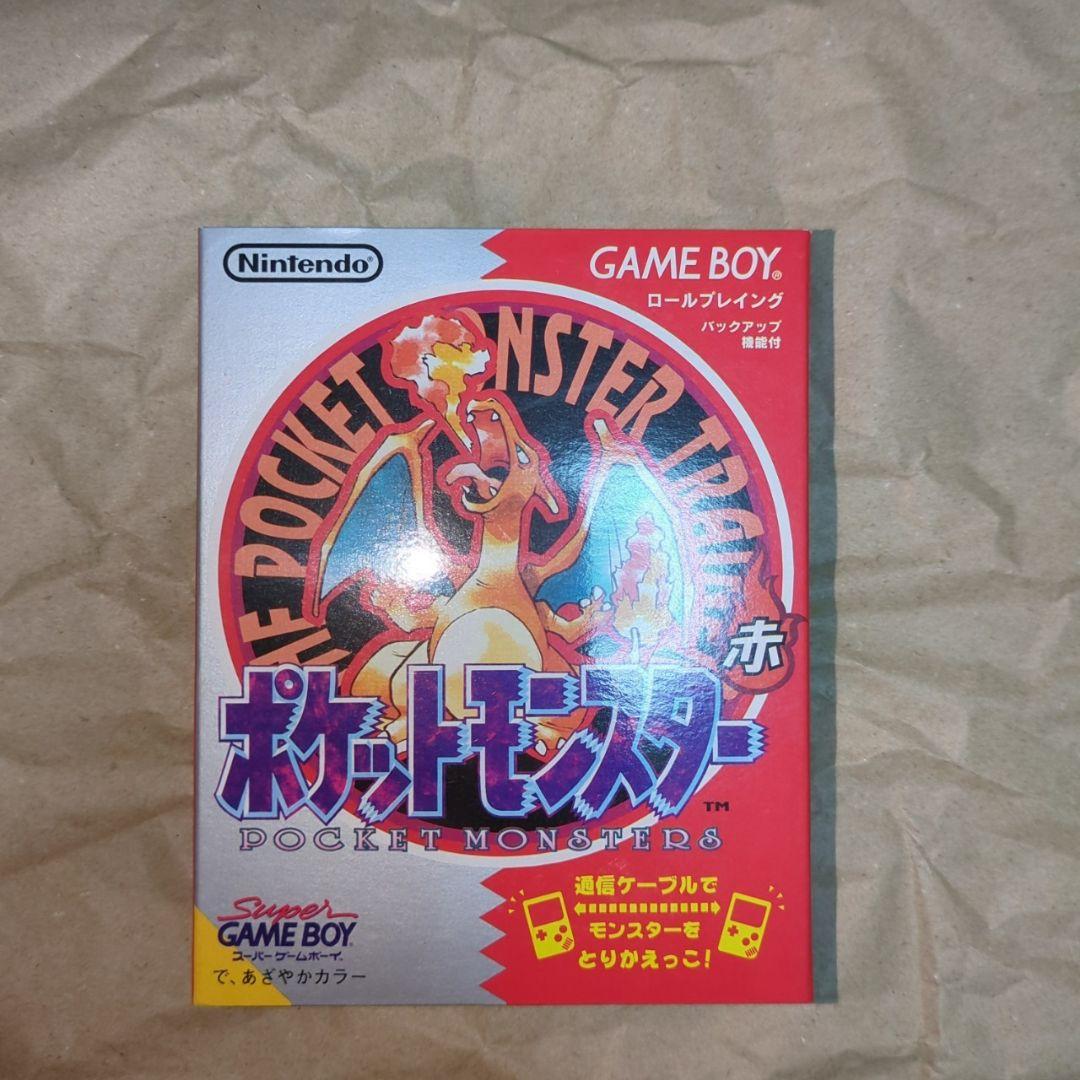 Nintendo®
GAME BOY®
ロールプレイング
バックアップ
機能付
POCKET MONSTER
赤
ポケットモンスター
TM
POCKET MONSTERS
Super
GAME BOY
スーパーゲームボーイ
で、あざやかカラー
通信ケーブルで
モンスターを
とりかえっこ!